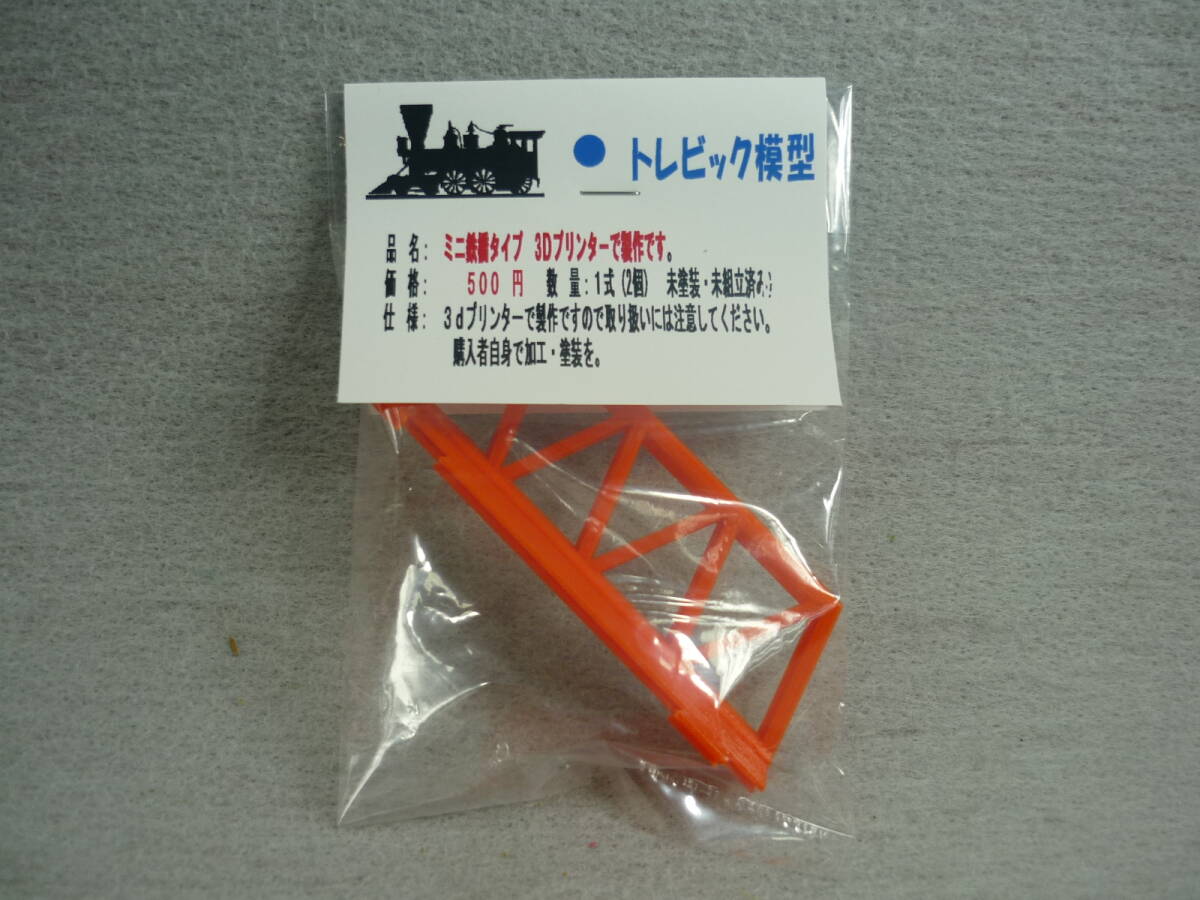 ● トレビック模型
品 名: ミニ鉄橋タイプ 3Dプリンターで製作です。
価 格: 500 円 数 量:1式(2個) 未塗装・未組立済み
仕 様: 3dプリンターで製作ですので取り扱いには注意してください。
購入者自身で加工・塗装を。